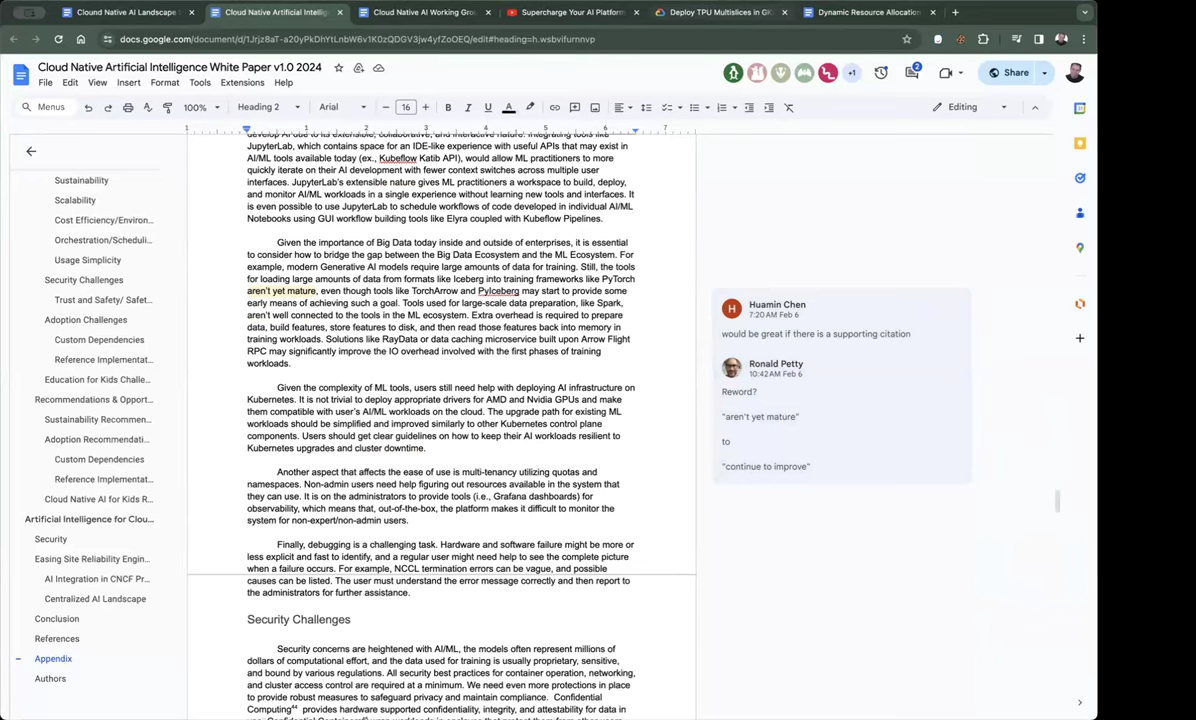 Cloud Native AI Landscape
Cloud Native Artificial Intellig
Cloud Native AI Working Grou
Supercharge Your AI Platform
Deploy TPU Multislices in GK
Dynamic Resource Allocation
docs.google.com/document/d/1Jrjz8aT-a20yPkDhYtLnbW6v1K0zQDGV3jw4yfZoOEQ/edit#heading=h.wsbvifurnnvp
Cloud Native Artificial Intelligence White Paper v1.0 2024
File Edit View Insert Format Tools Extensions Help
+1
2
Share
Menus
100%
Heading 2
Arial
16
B I U A
Editing
1 1 2 3 4 5 6 7
Sustainability
Scalability
Cost Efficiency/Environ...
Orchestration/Scheduli...
Usage Simplicity
Security Challenges
Trust and Safety/ Safet...
Adoption Challenges
Custom Dependencies
Reference Implementat...
Education for Kids Challe...
Recommendations & Opport...
Sustainability Recommen...
Adoption Recommendati...
Custom Dependencies
Reference Implementat...
Cloud Native AI for Kids R...
Artificial Intelligence for Clou...
Security
Easing Site Reliability Engin...
AI Integration in CNCF Pr...
Centralized AI Landscape
Conclusion
References
Appendix
Authors
develop AI due to its extensible, collaborative, and interactive nature. Integrating tools like
JupyterLab, which contains space for an IDE-like experience with useful APIs that may exist in
AI/ML tools available today (ex., Kubeflow Katib API), would allow ML practitioners to more
quickly iterate on their AI development with fewer context switches across multiple user
interfaces. JupyterLab's extensible nature gives ML practitioners a workspace to build, deploy,
and monitor AI/ML workloads in a single experience without learning new tools and interfaces. It
is even possible to use JupyterLab to schedule workflows of code developed in individual AI/ML
Notebooks using GUI workflow building tools like Elyra coupled with Kubeflow Pipelines.
Given the importance of Big Data today inside and outside of enterprises, it is essential
to consider how to bridge the gap between the Big Data Ecosystem and the ML Ecosystem. For
example, modern Generative AI models require large amounts of data for training. Still, the tools
for loading large amounts of data from formats like Iceberg into training frameworks like PyTorch
aren't yet mature, even though tools like TorchArrow and PyIceberg may start to provide some
early means of achieving such a goal. Tools used for large-scale data preparation, like Spark,
aren't well connected to the tools in the ML ecosystem. Extra overhead is required to prepare
data, build features, store features to disk, and then read those features back into memory in
training workloads. Solutions like RayData or data caching microservice built upon Arrow Flight
RPC may significantly improve the IO overhead involved with the first phases of training
workloads.
Given the complexity of ML tools, users still need help with deploying AI infrastructure on
Kubernetes. It is not trivial to deploy appropriate drivers for AMD and Nvidia GPUs and make
them compatible with user's AI/ML workloads on the cloud. The upgrade path for existing ML
workloads should be simplified and improved similarly to other Kubernetes control plane
components. Users should get clear guidelines on how to keep their AI workloads resilient to
Kubernetes upgrades and cluster downtime.
Another aspect that affects the ease of use is multi-tenancy utilizing quotas and
namespaces. Non-admin users need help figuring out resources available in the system that
they can use. It is on the administrators to provide tools (i.e., Grafana dashboards) for
observability, which means that, out-of-the-box, the platform makes it difficult to monitor the
system for non-expert/non-admin users.
Finally, debugging is a challenging task. Hardware and software failure might be more or
less explicit and fast to identify, and a regular user might need help to see the complete picture
when a failure occurs. For example, NCCL termination errors can be vague, and possible
causes can be listed. The user must understand the error message correctly and then report to
the administrators for further assistance.
Security Challenges
Security concerns are heightened with AI/ML, the models often represent millions of
dollars of computational effort, and the data used for training is usually proprietary, sensitive,
and bound by various regulations. All security best practices for container operation, networking,
and cluster access control are required at a minimum. We need even more protections in place
to provide robust measures to safeguard privacy and maintain compliance. Confidential
Computing44 provides hardware supported confidentiality, integrity, and attestability for data in
H
Huamin Chen
7:20 AM Feb 6
would be great if there is a supporting citation
Ronald Petty
10:42 AM Feb 6
Reword?
"aren't yet mature"
to
"continue to improve"